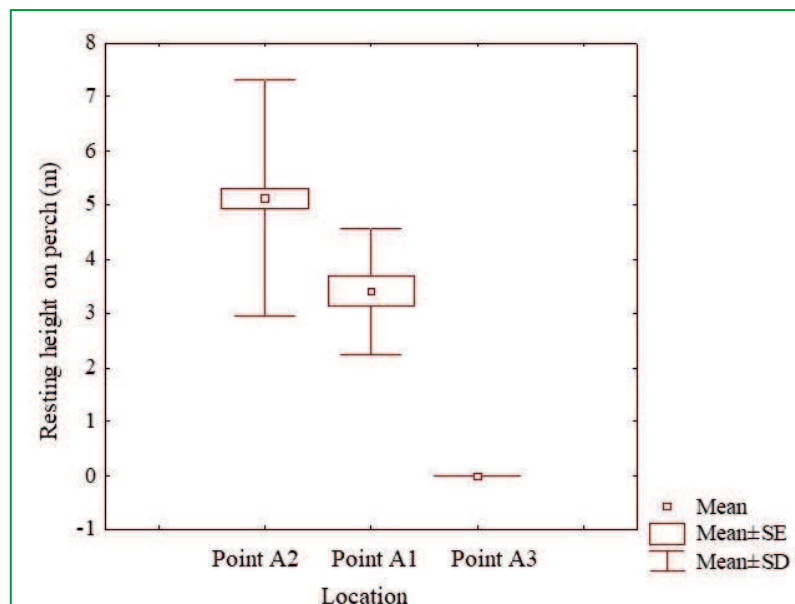 8
7
6
5
4
3
2
1
0
-1
Resting height on perch (m)
Point A2 Point A1 Point A3
Location
Mean
Mean±SE
Mean±SD